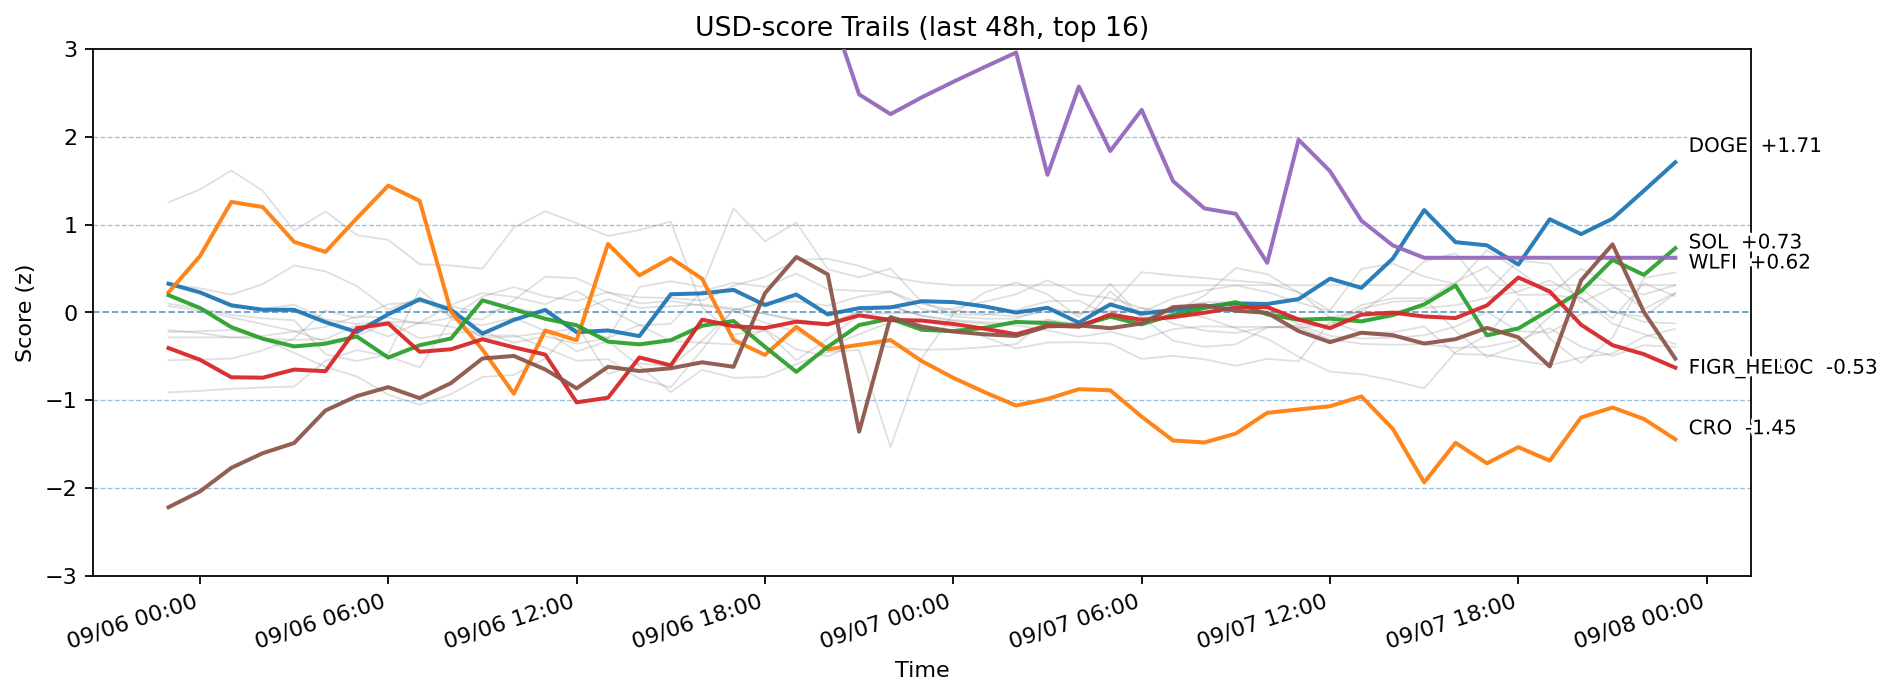 USD-score Trails (last 48h, top 16)
3
2
1
0
−1
−2
−3
Score (z)
DOGE +1.71
SOL +0.73
WLFI +0.62
FIGR_HELOC -0.53
CRO -1.45
09/06 00:00
09/06 06:00
09/06 12:00
09/06 18:00
09/07 00:00
09/07 06:00
09/07 12:00
09/07 18:00
09/08 00:00
Time